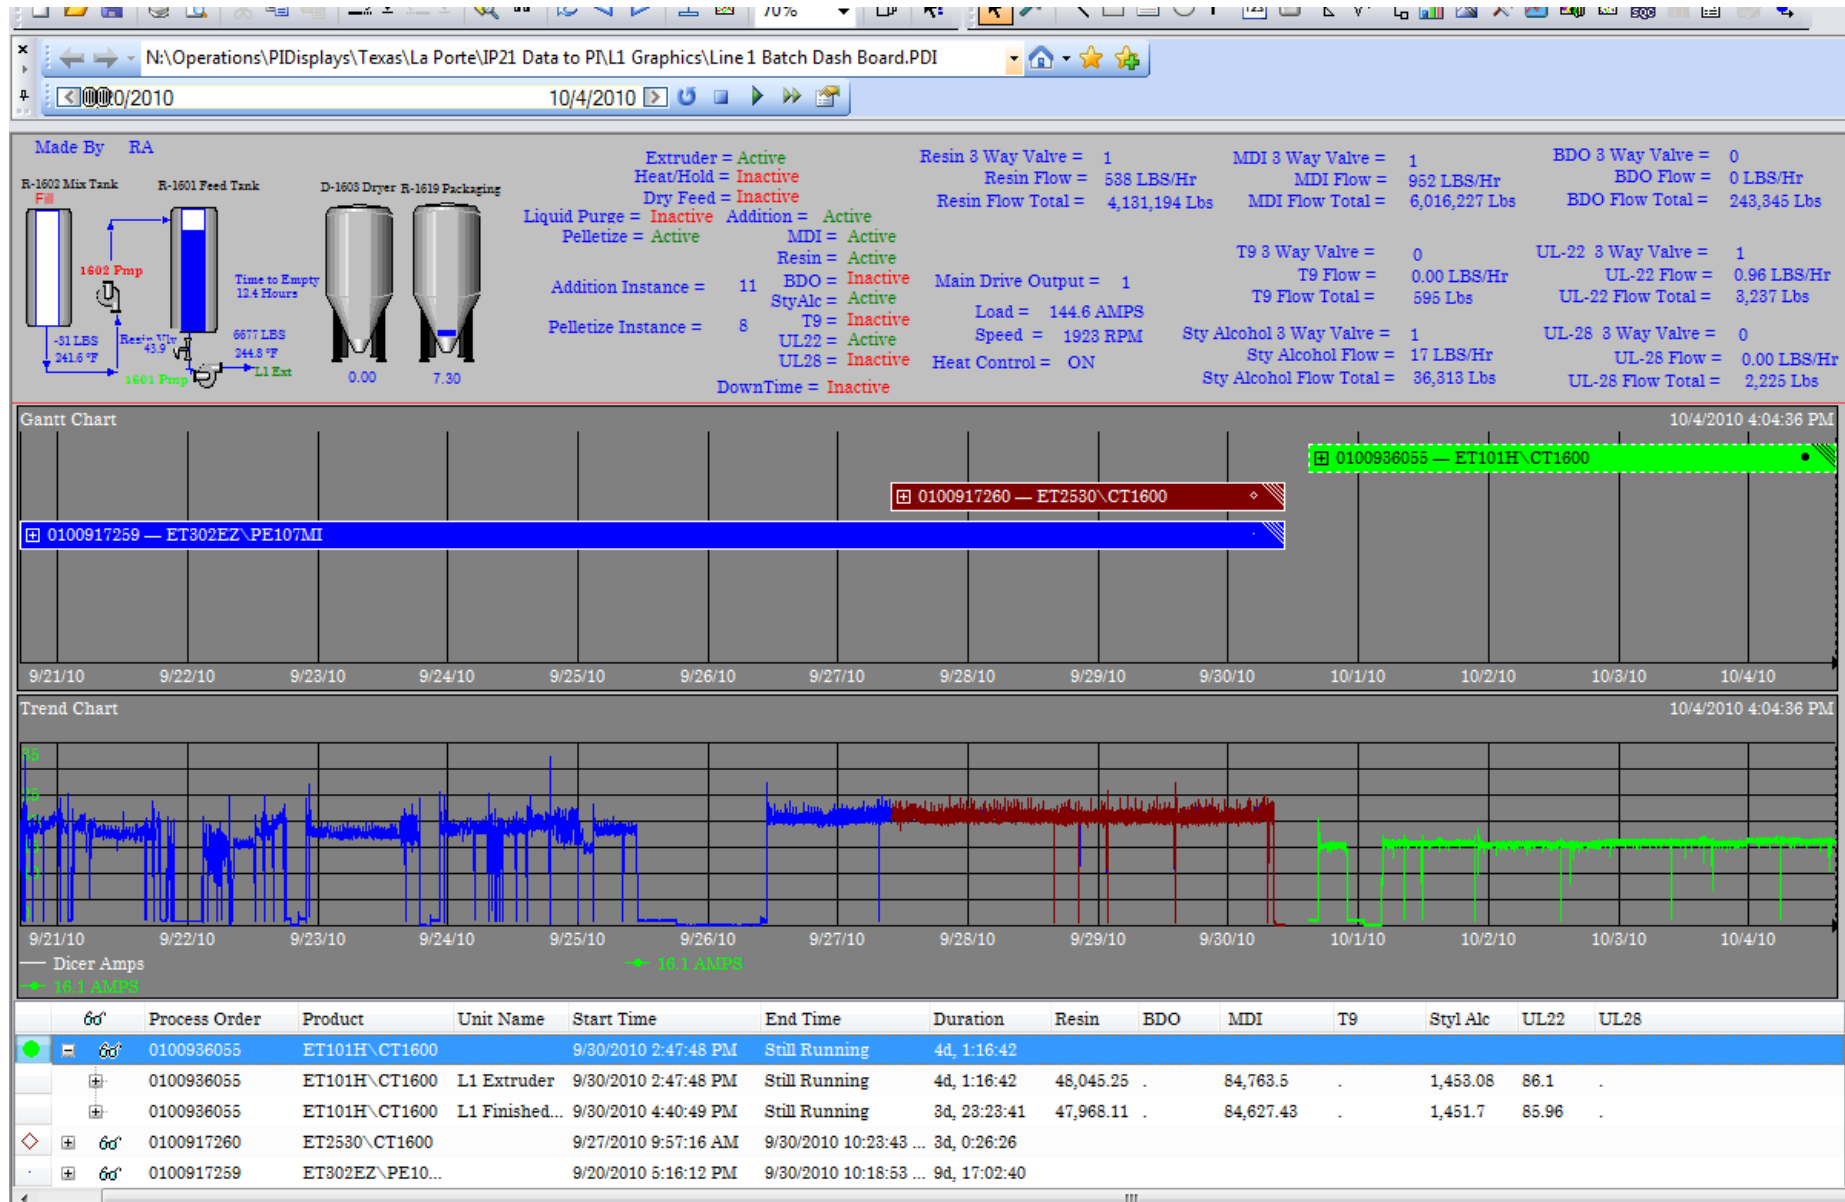 70%
N:\Operations\PIDisplays\Texas\La Porte\IP21 Data to PI\L1 Graphics\Line 1 Batch Dash Board.PDI
0/2010 10/4/2010
Made By RA
R-1602 Mix Tank R-1601 Feed Tank D-1603 Dryer R-1619 Packaging
Fill
1602 Pmp
Time to Empty
12.4 Hours
-31 LBS
241.6 °F
Resin Vlv
43.9
6677 LBS
244.8 °F
1601 Pmp
L1 Ext
0.00 7.30
Extruder = Active
Heat/Hold = Inactive
Dry Feed = Inactive
Liquid Purge = Inactive Addition = Active
Pelletize = Active MDI = Active
Resin = Active
Addition Instance = 11 BDO = Inactive
StyAlc = Active
Pelletize Instance = 8 T9 = Inactive
UL22 = Active
UL28 = Inactive
DownTime = Inactive
Resin 3 Way Valve = 1
Resin Flow = 538 LBS/Hr
Resin Flow Total = 4,131,194 Lbs
Main Drive Output = 1
Load = 144.6 AMPS
Speed = 1923 RPM
Heat Control = ON
MDI 3 Way Valve = 1
MDI Flow = 952 LBS/Hr
MDI Flow Total = 6,016,227 Lbs
T9 3 Way Valve = 0
T9 Flow = 0.00 LBS/Hr
T9 Flow Total = 595 Lbs
Sty Alcohol 3 Way Valve = 1
Sty Alcohol Flow = 17 LBS/Hr
Sty Alcohol Flow Total = 36,313 Lbs
BDO 3 Way Valve = 0
BDO Flow = 0 LBS/Hr
BDO Flow Total = 243,345 Lbs
UL-22 3 Way Valve = 1
UL-22 Flow = 0.96 LBS/Hr
UL-22 Flow Total = 3,237 Lbs
UL-28 3 Way Valve = 0
UL-28 Flow = 0.00 LBS/Hr
UL-28 Flow Total = 2,225 Lbs
Gantt Chart 10/4/2010 4:04:36 PM
0100936055 — ET101H\CT1600
0100917260 — ET2530\CT1600
0100917259 — ET302EZ\PE107MI
9/21/10 9/22/10 9/23/10 9/24/10 9/25/10 9/26/10 9/27/10 9/28/10 9/29/10 9/30/10 10/1/10 10/2/10 10/3/10 10/4/10
Trend Chart 10/4/2010 4:04:36 PM
35
25
9/21/10 9/22/10 9/23/10 9/24/10 9/25/10 9/26/10 9/27/10 9/28/10 9/29/10 9/30/10 10/1/10 10/2/10 10/3/10 10/4/10
Dicer Amps 16.1 AMPS
16.1 AMPS
Process Order Product Unit Name Start Time End Time Duration Resin BDO MDI T9 Styl Alc UL22 UL28
0100936055 ET101H\CT1600 9/30/2010 2:47:48 PM Still Running 4d, 1:16:42
0100936055 ET101H\CT1600 L1 Extruder 9/30/2010 2:47:48 PM Still Running 4d, 1:16:42 48,045.25 . 84,763.5 . 1,453.08 86.1 .
0100936055 ET101H\CT1600 L1 Finished... 9/30/2010 4:40:49 PM Still Running 3d, 23:23:41 47,968.11 . 84,627.43 . 1,451.7 85.96 .
0100917260 ET2530\CT1600 9/27/2010 9:57:16 AM 9/30/2010 10:23:43 ... 3d, 0:26:26
0100917259 ET302EZ\PE10... 9/20/2010 5:16:12 PM 9/30/2010 10:18:53 ... 9d, 17:02:40